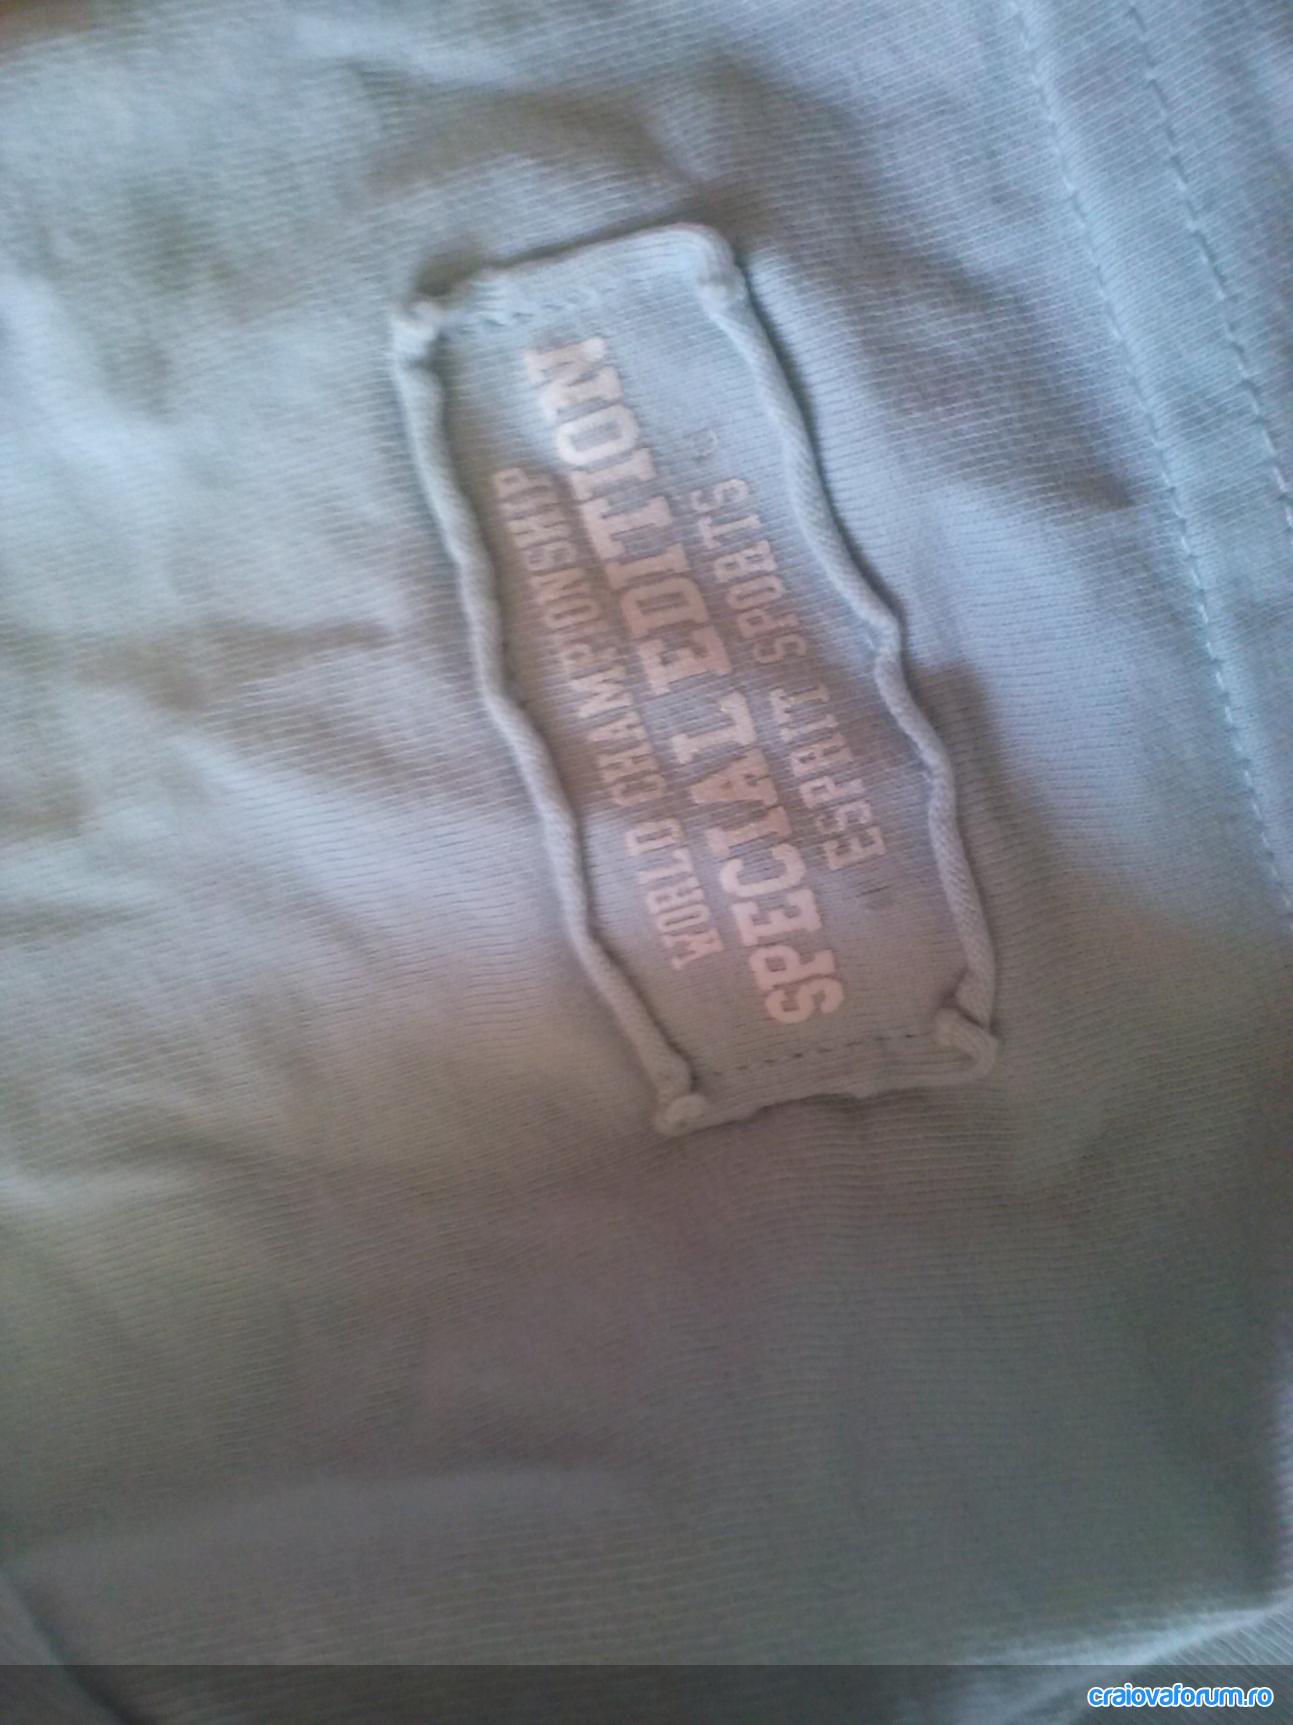 WORLD CHAMPIONSHIP
SPECIAL EDITION
ESPRIT SPORTS
craiovaforum.ro